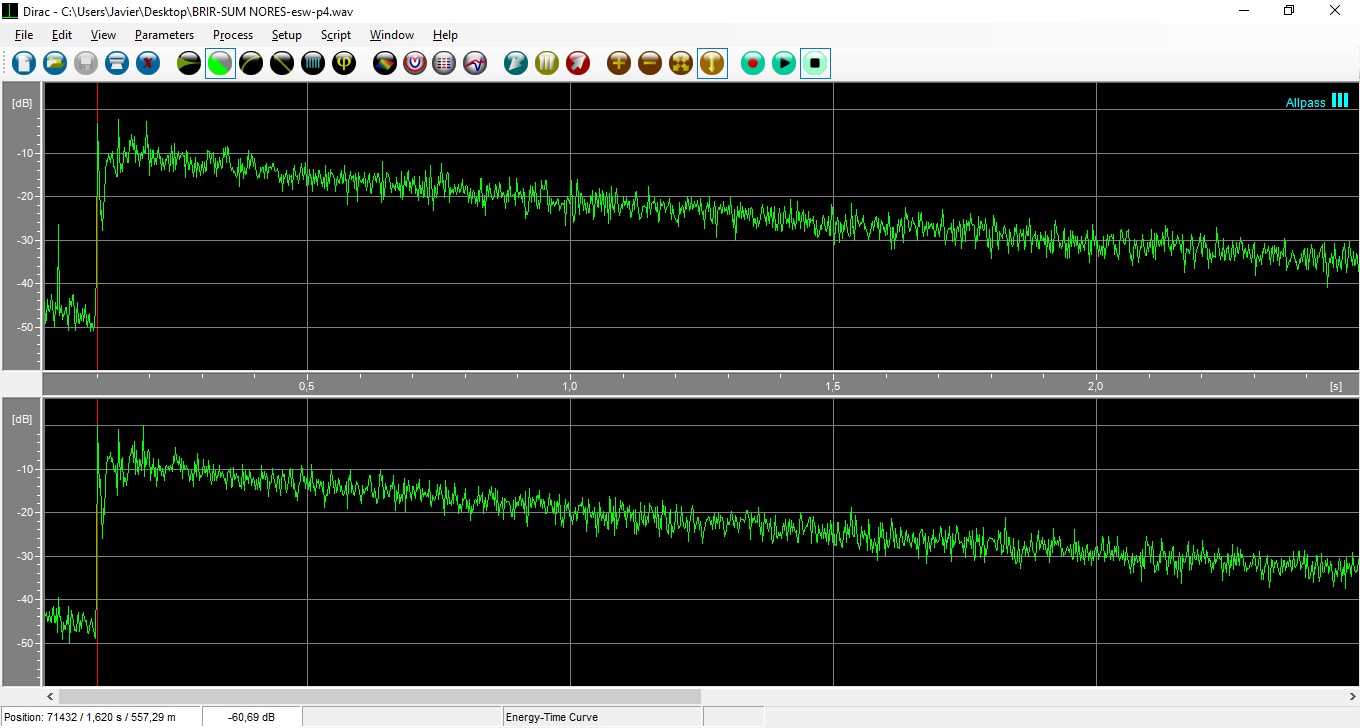 Dirac - C:\Users\Javier\Desktop\BRIR-SUM NORES-esw-p4.wav
File Edit View Parameters Process Setup Script Window Help
[dB]
Allpass
-10
-20
-30
-40
-50
0,5 1,0 1,5 2,0 [s]
[dB]
-10
-20
-30
-40
-50
Position: 71432 / 1,620 s / 557,29 m -60,69 dB Energy-Time Curve